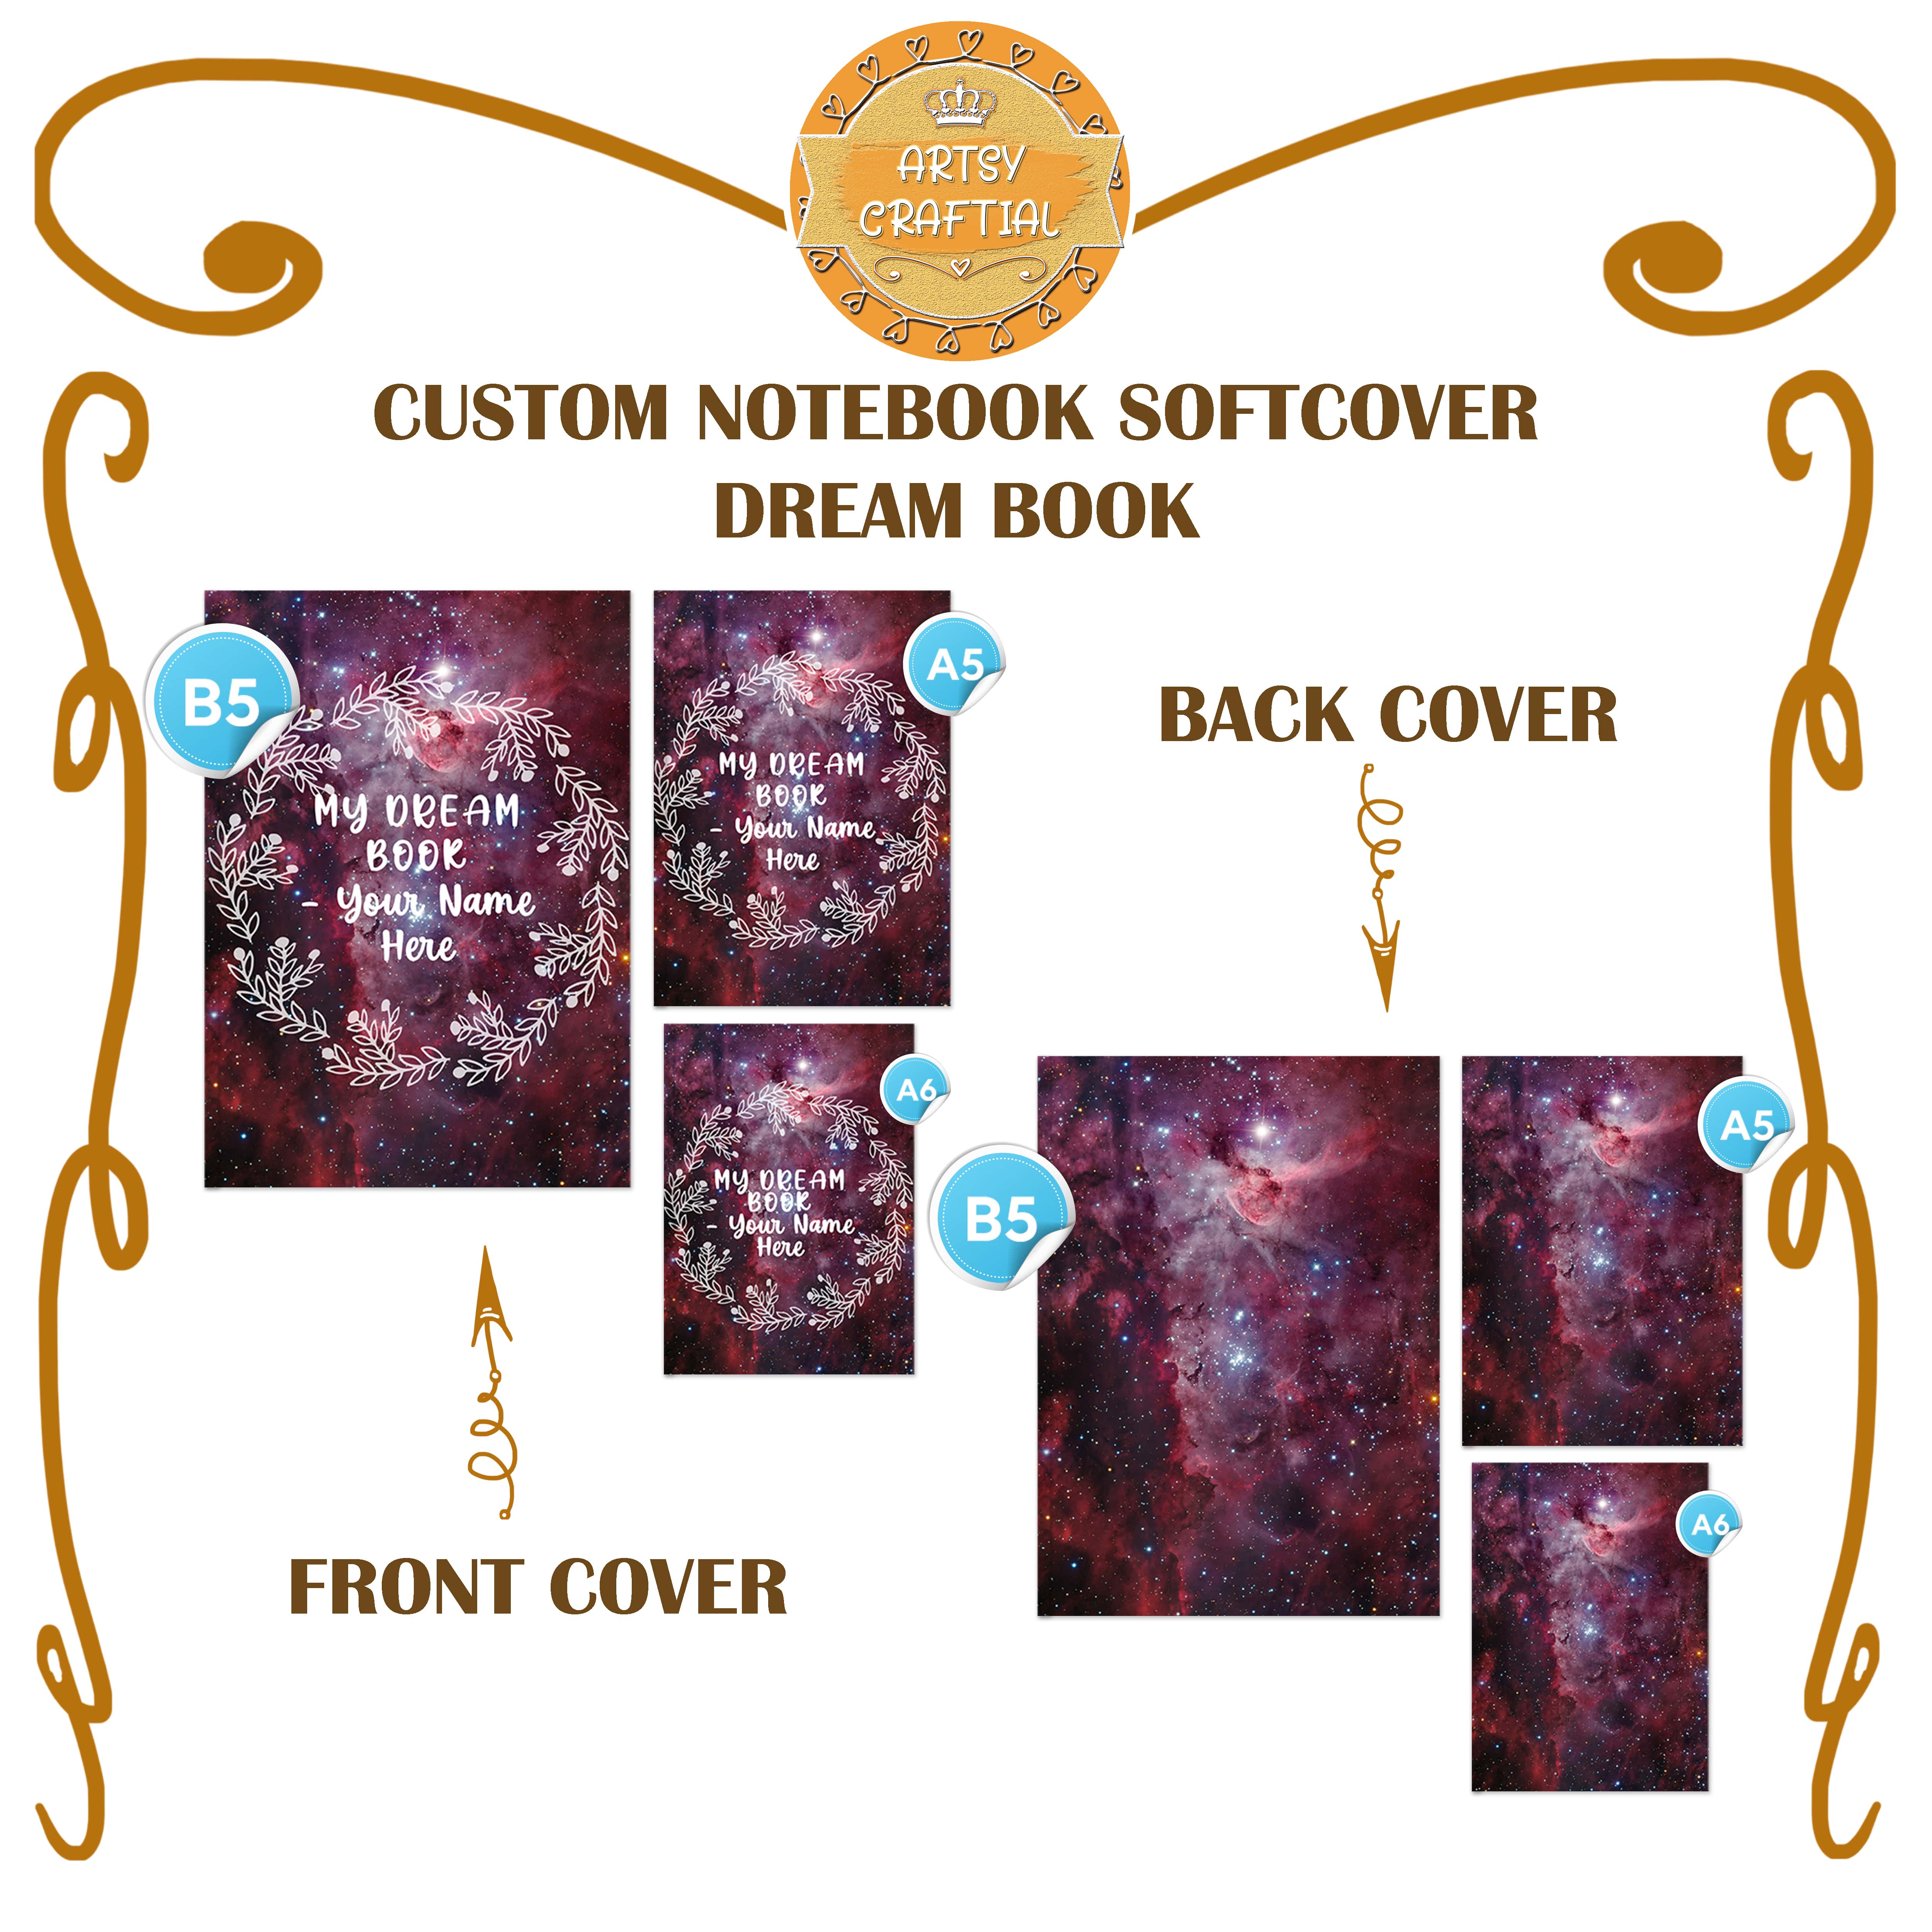 ARTSY
CRAFTIAL
CUSTOM NOTEBOOK SOFTCOVER
DREAM BOOK
B5
MY DREAM
BOOK
- Your Name
Here
A5
MY DREAM
BOOK
- Your Name
Here
A6
MY DREAM
BOOK
- Your Name
Here
FRONT COVER
BACK COVER
B5
A5
A6